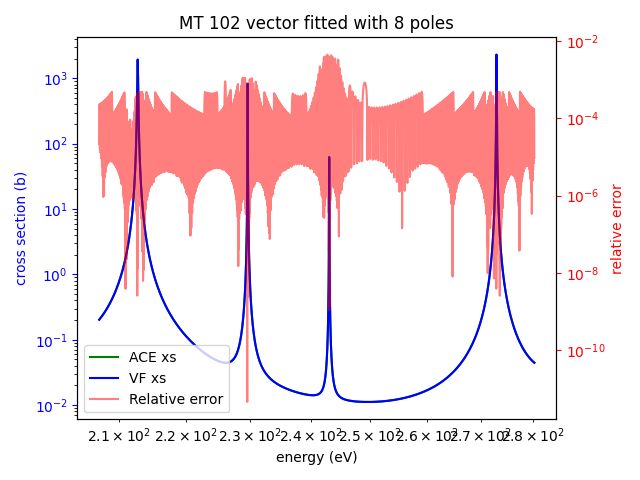 MT 102 vector fitted with 8 poles
10³
10²
10¹
10⁰
10⁻¹
10⁻²
cross section (b)
10⁻²
10⁻⁴
10⁻⁶
10⁻⁸
10⁻¹⁰
relative error
ACE xs
VF xs
Relative error
2.1 × 10² 2.2 × 10² 2.3 × 10² 2.4 × 10² 2.5 × 10² 2.6 × 10² 2.7 × 10² 2.8 × 10²
energy (eV)